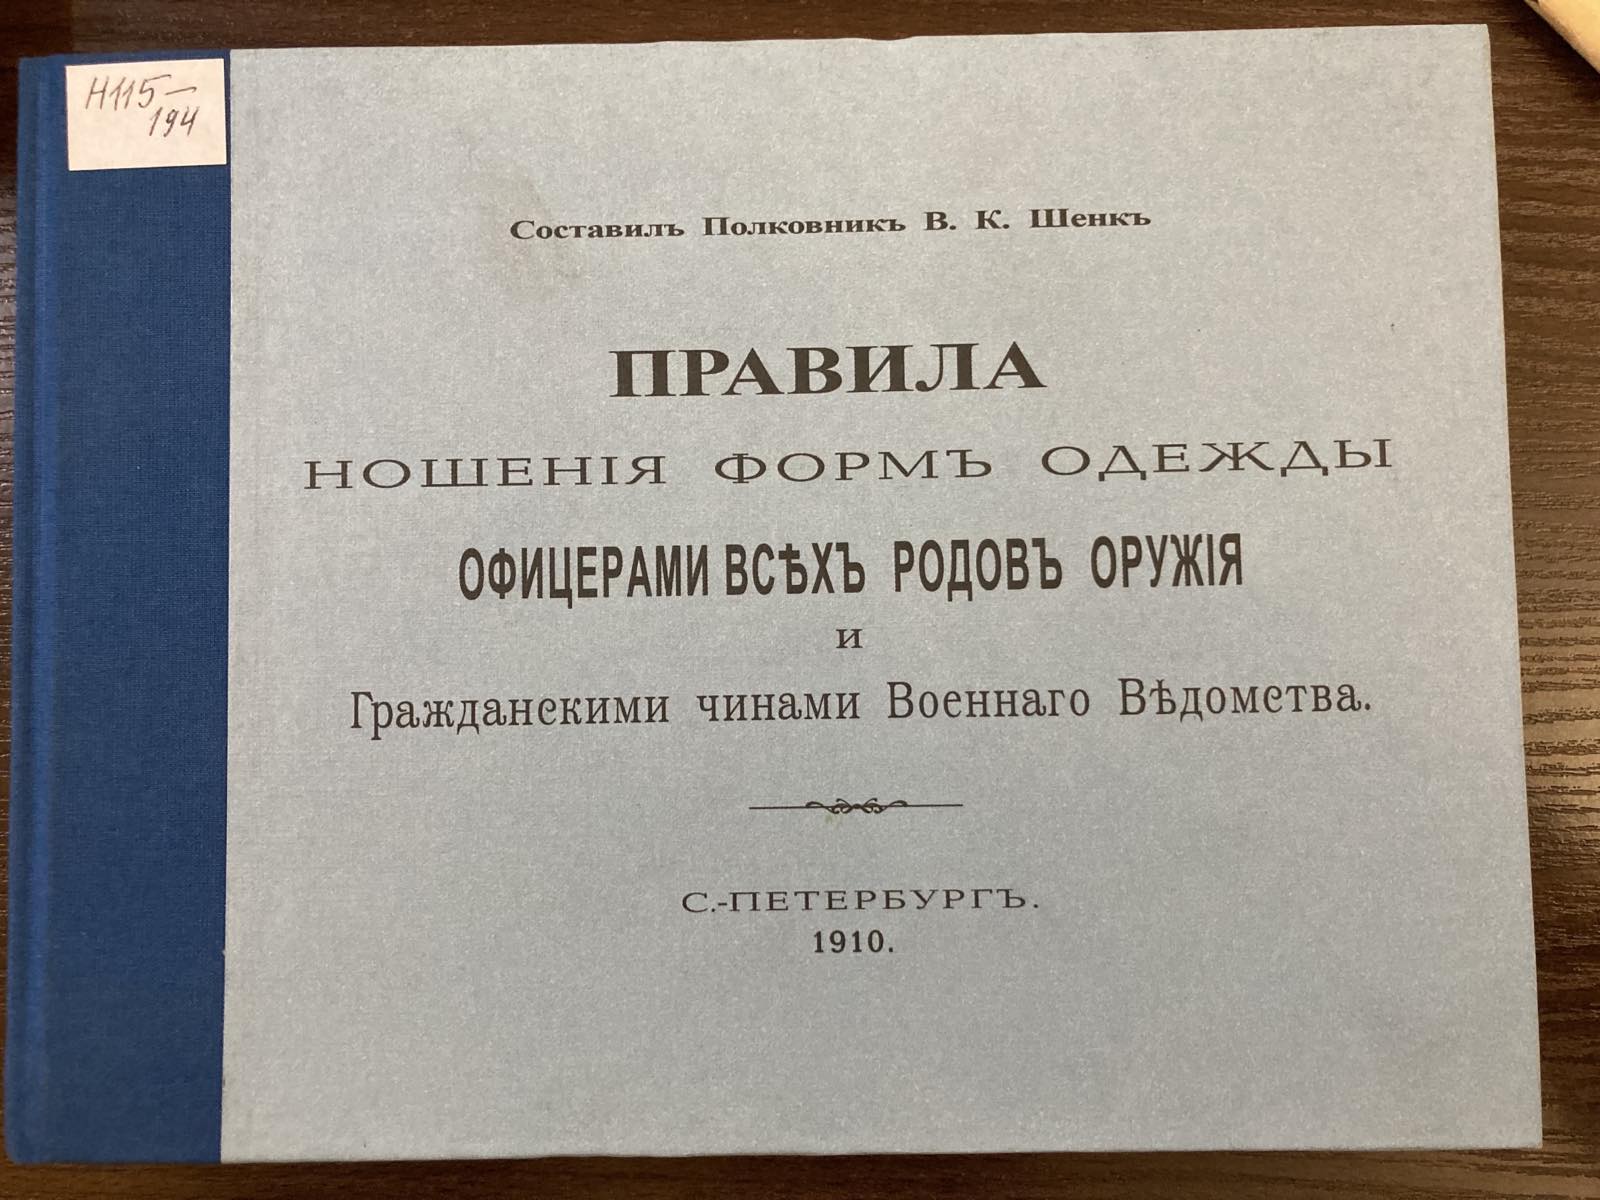 Н115-
194
Составилъ Полковникъ В. К. Шенкъ
ПРАВИЛА
НОШЕНІЯ ФОРМЪ ОДЕЖДЫ
ОФИЦЕРАМИ ВСѢХЪ РОДОВЪ ОРУЖІЯ
и
Гражданскими чинами Военнаго Вѣдомства.
С.-ПЕТЕРБУРГЪ.
1910.